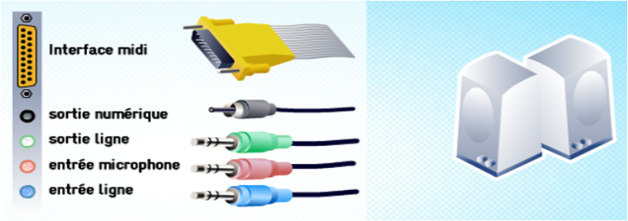 Interface midi
sortie numérique
sortie ligne
entrée microphone
entrée ligne